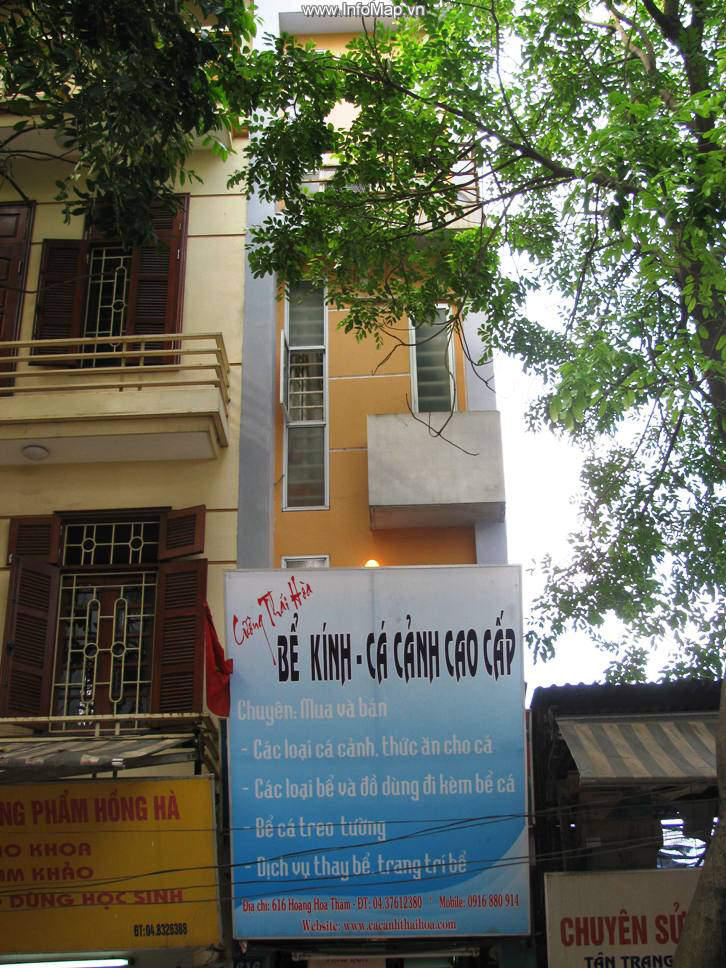 www.InfoMap.vn
Cường Thái Hòa
BỂ KÍNH - CÁ CẢNH CAO CẤP
Chuyên: Mua và bán
- Các loại cá cảnh, thức ăn cho cá
- Các loại bể và đồ dùng đi kèm bể cá
- Bể cá treo tường
- Dịch vụ thay bể, trang trí bể
Địa chỉ: 616 Hoàng Hoa Thám - ĐT: 04.37612380 * Mobile: 0916 880 914
Website: www.cacanhthaihoa.com
NG PHẨM HỒNG HÀ
O KHOA
AM KHẢO
DÙNG HỌC SINH
ĐT:04.8326388
CHUYÊN SỬ
TÂN TRANG